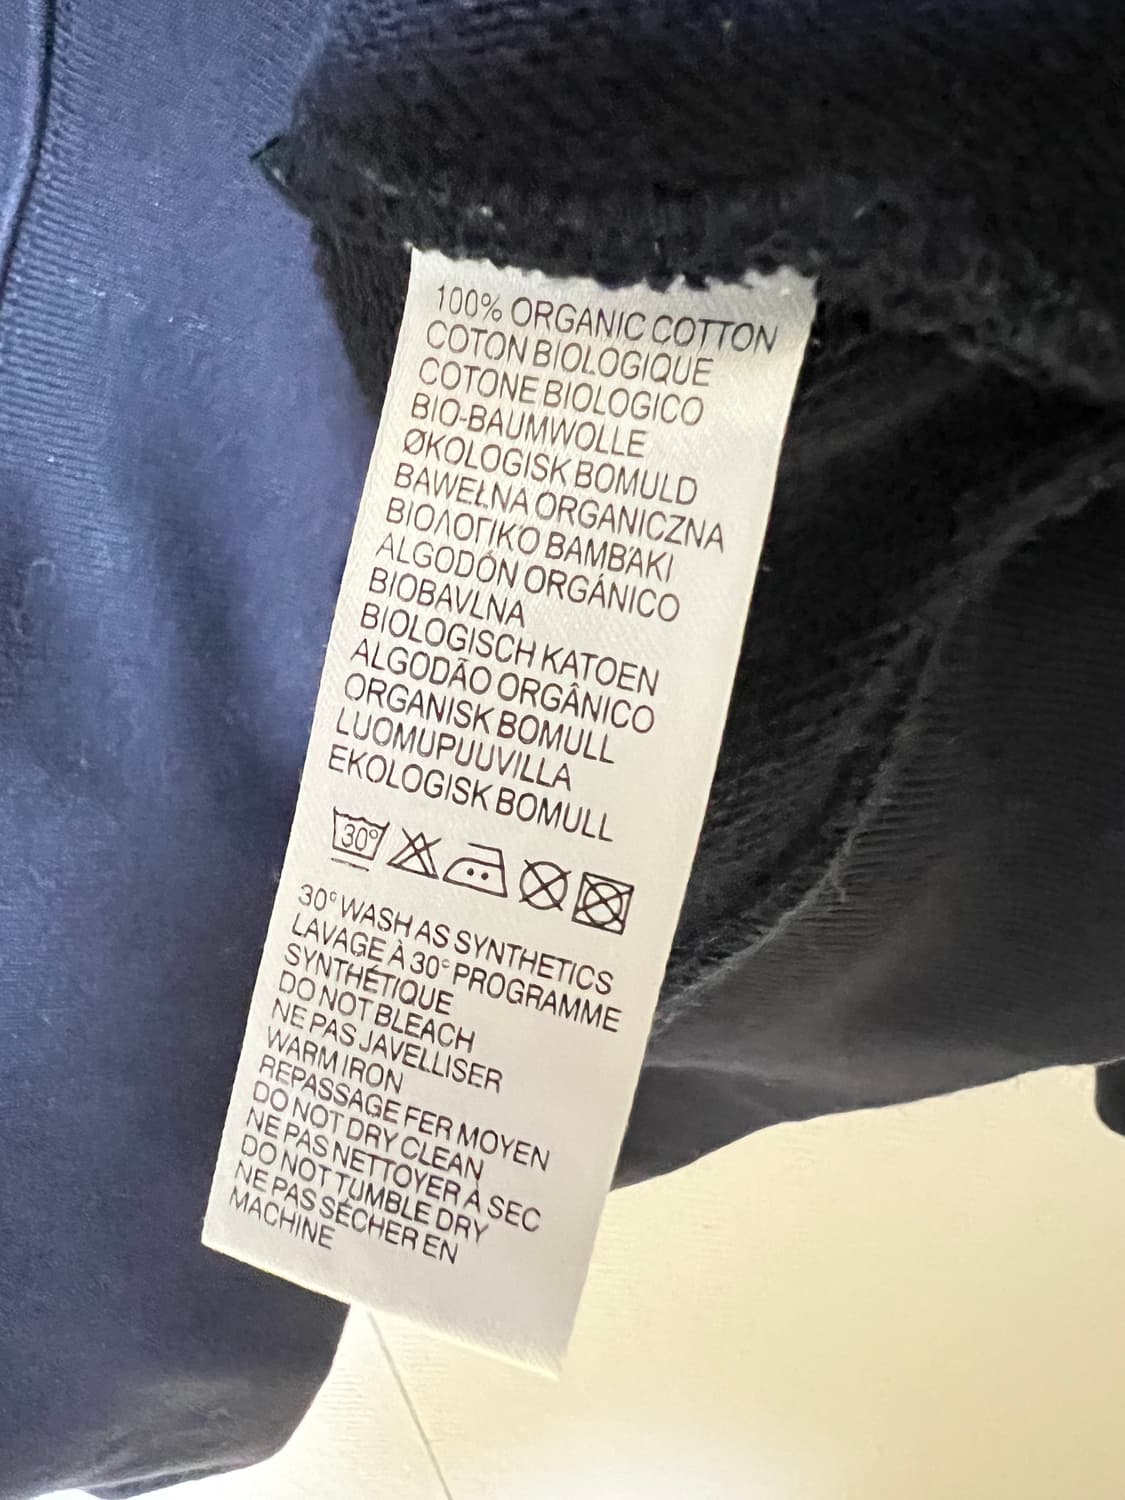 100% ORGANIC COTTON
COTON BIOLOGIQUE
COTONE BIOLOGICO
BIO-BAUMWOLLE
ØKOLOGISK BOMULD
BAWEŁNA ORGANICZNA
ΒΙΟΛΟΓΙΚΌ ΒΑΜΒΆΚΙ
ALGODÓN ORGÁNICO
BIOBAVLNA
BIOLOGISCH KATOEN
ALGODÃO ORGÂNICO
ORGANISK BOMULL
LUOMUPUUVILLA
EKOLOGISK BOMULL
30°
30° WASH AS SYNTHETICS
LAVAGE À 30° PROGRAMME
SYNTHÉTIQUE
DO NOT BLEACH
NE PAS JAVELLISER
WARM IRON
REPASSAGE FER MOYEN
DO NOT DRY CLEAN
NE PAS NETTOYER À SEC
DO NOT TUMBLE DRY
NE PAS SÉCHER EN
MACHINE